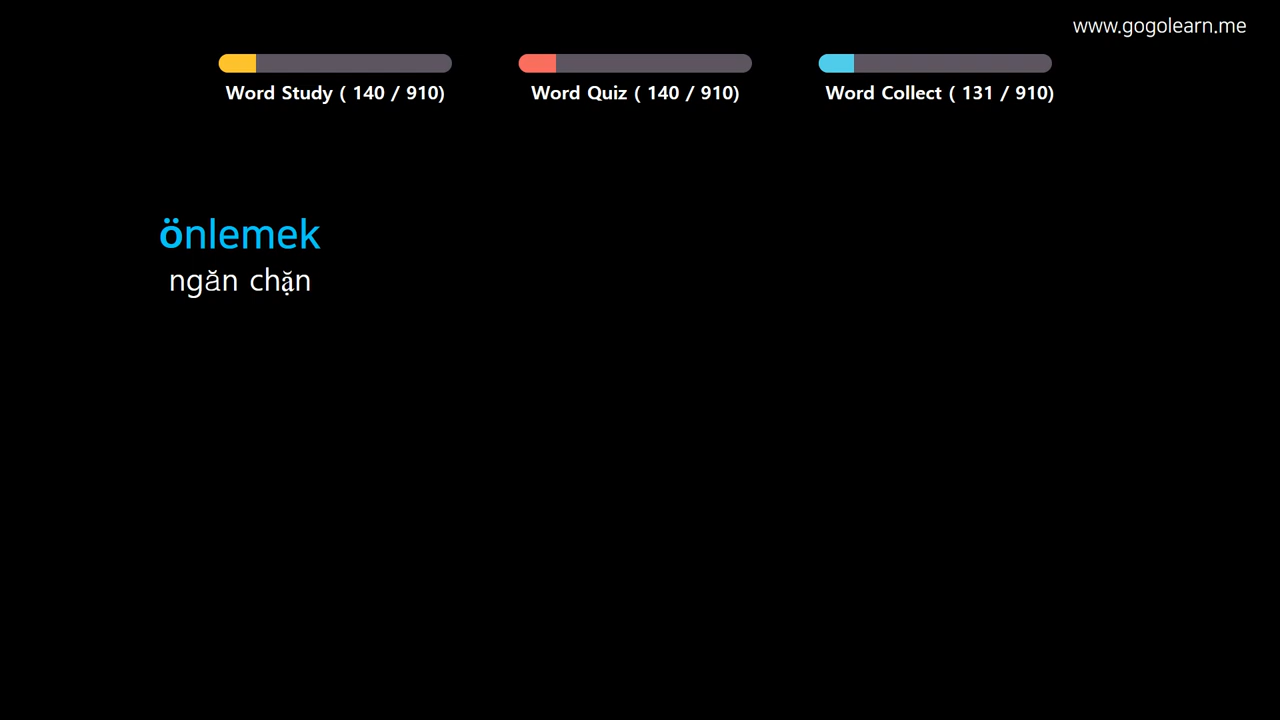 www.gogolearn.me
Word Study ( 140 / 910)
Word Quiz ( 140 / 910)
Word Collect ( 131 / 910)
önlemek
ngăn chặn